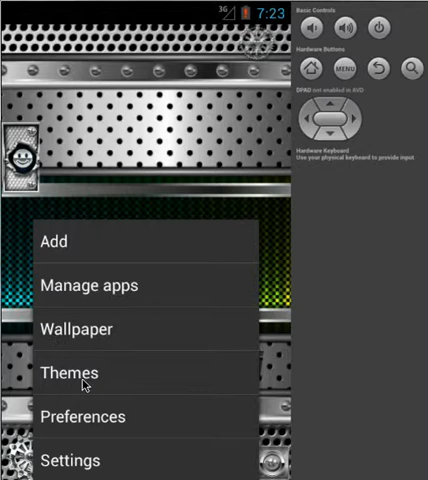 3G
7:23
Basic Controls
Hardware Buttons
MENU
DPAD not enabled in AVD
Hardware Keyboard
Use your physical keyboard to provide input
Add
Manage apps
Wallpaper
Themes
Preferences
Settings